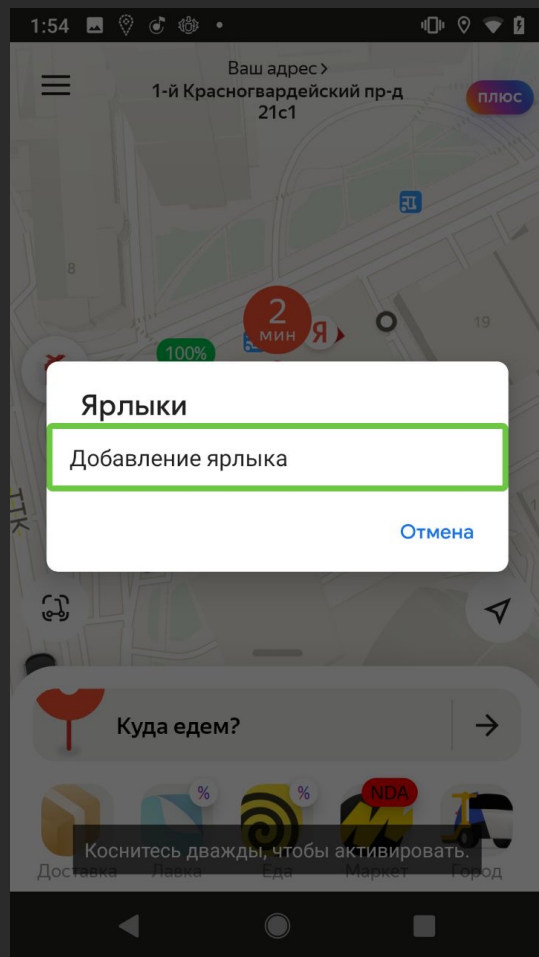 1:54
Ваш адрес >
1-й Красногвардейский пр-д
21с1
плюс
8
2
мин
Я
19
100%
Ярлыки
Добавление ярлыка
ТТК
Отмена
Куда едем?
%
%
NDA
Коснитесь дважды, чтобы активировать.
Доставка
Лавка
Еда
Маркет
Город